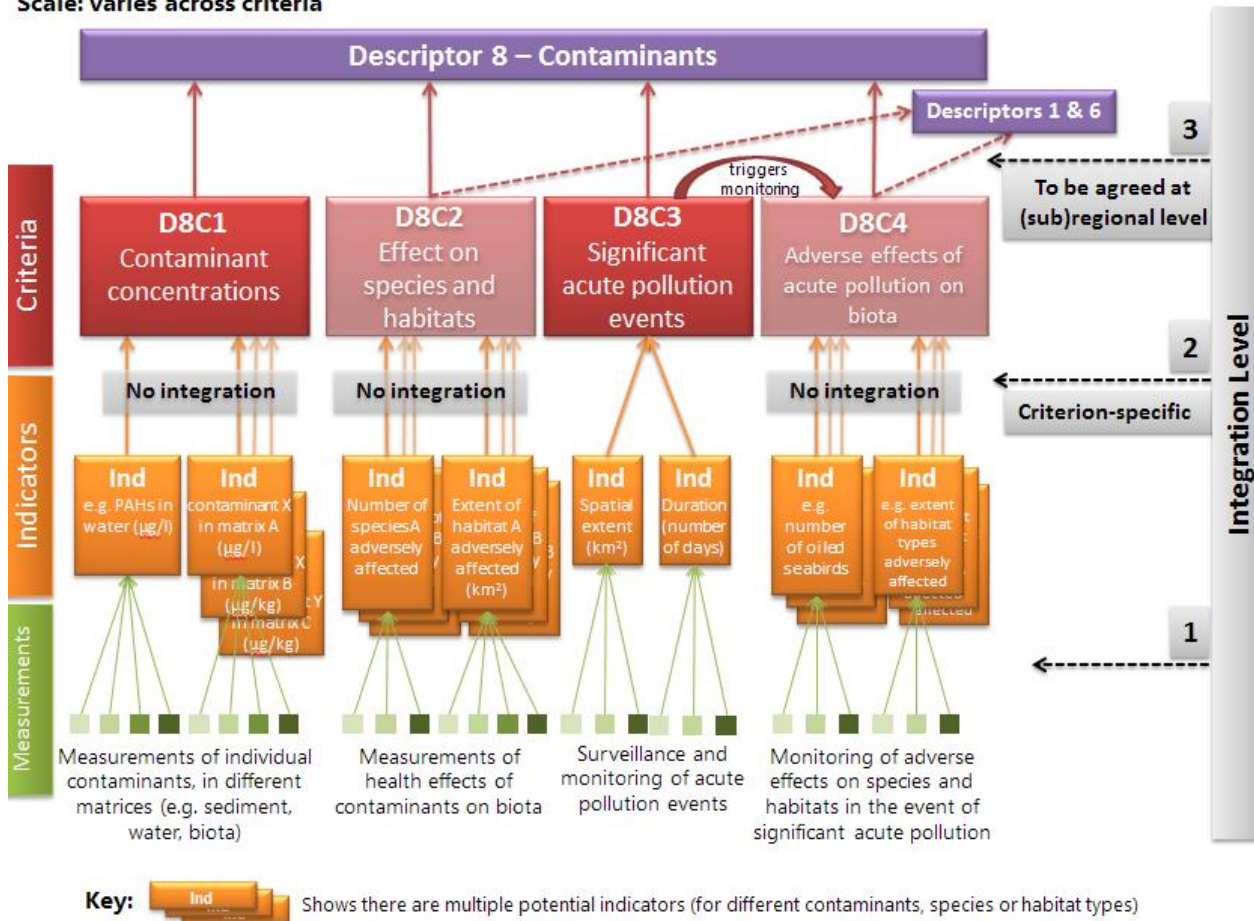 Scale: varies across criteria
Descriptor 8 – Contaminants
Descriptors 1 & 6
3
triggers
monitoring
To be agreed at
(sub)regional level
Criteria
D8C1
Contaminant
concentrations
D8C2
Effect on
species and
habitats
D8C3
Significant
acute pollution
events
D8C4
Adverse effects of
acute pollution on
biota
2
No integration
No integration
No integration
Criterion-specific
Integration Level
Indicators
Ind
e.g. PAHs in
water (µg/l)
Ind
contaminant X
in matrix A
(µg/l)
X
in matrix B
(µg/kg)
t Y
in matrix C
(µg/kg)
Ind
Number of
species A
adversely
affected
Ind
Extent of
habitat A
adversely
affected
(km²)
B
y
B
y
Ind
Spatial
extent
(km²)
Ind
Duration
(number
of days)
Ind
e.g.
number
of oiled
seabirds
Ind
e.g. extent
of habitat
types
adversely
affected
affected
1
Measurements
Measurements of individual
contaminants, in different
matrices (e.g. sediment,
water, biota)
Measurements of
health effects of
contaminants on biota
Surveillance and
monitoring of acute
pollution events
Monitoring of adverse
effects on species and
habitats in the event of
significant acute pollution
Key:
Ind
Shows there are multiple potential indicators (for different contaminants, species or habitat types)